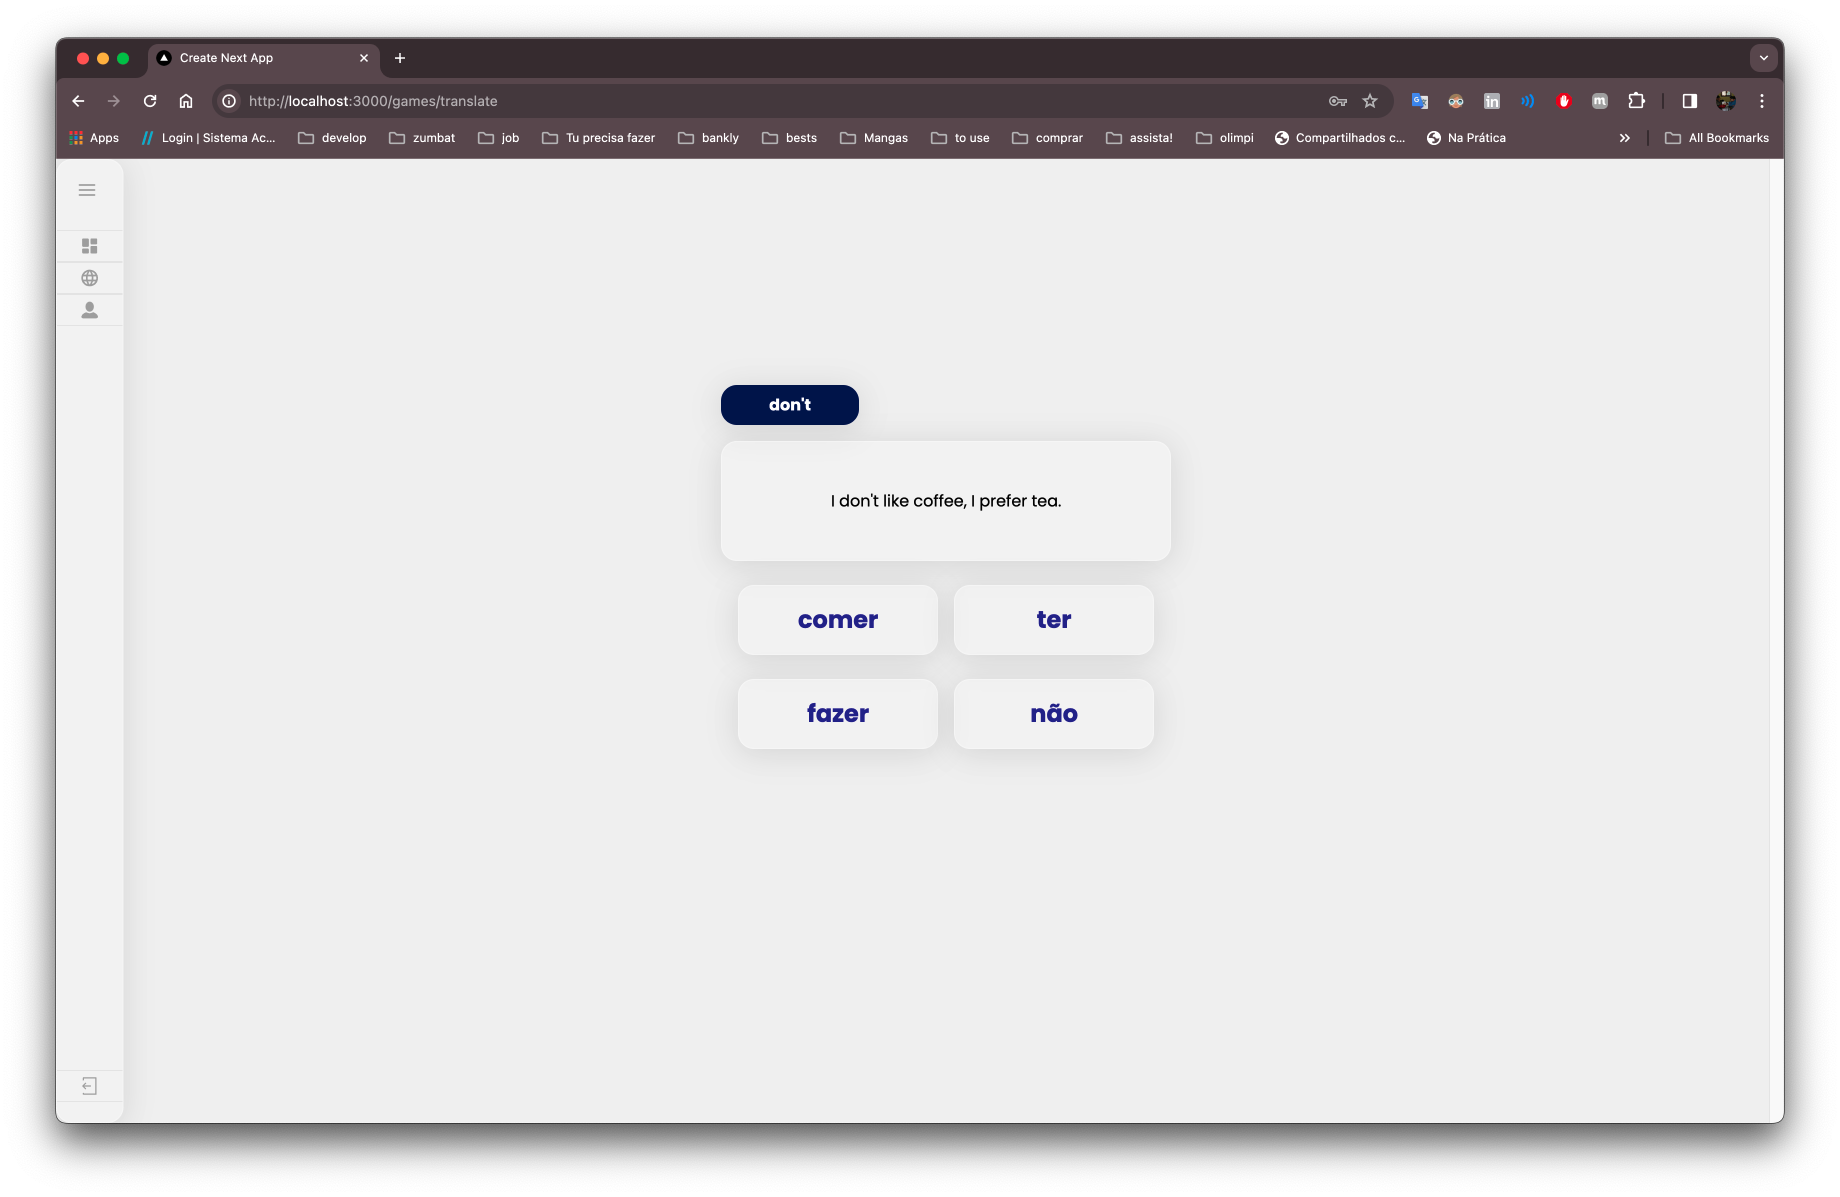 Create Next App
http://localhost:3000/games/translate
Apps
Login | Sistema Ac...
develop
zumbat
job
Tu precisa fazer
bankly
bests
Mangas
to use
comprar
assista!
olimpi
Compartilhados c...
Na Prática
All Bookmarks
don't
I don't like coffee, I prefer tea.
comer
ter
fazer
não